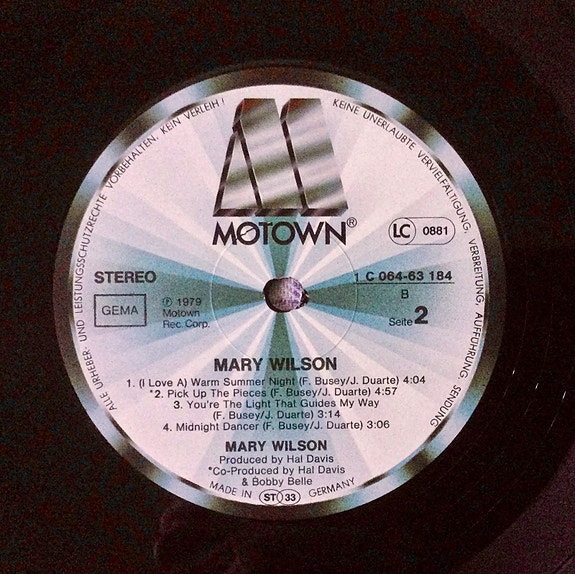 ALLE URHEBER- UND LEISTUNGSSCHUTZRECHTE VORBEHALTEN, KEIN VERLEIH! KEINE UNERLAUBTE VERVIELFÄLTIGUNG, VERBREITUNG, AUFFÜHRUNG, SENDUNG
M
MOTOWN®
LC 0881
STEREO
1 C 064-63 184
GEMA
℗ 1979
Motown
Rec. Corp.
B
Seite 2
MARY WILSON
1. (I Love A) Warm Summer Night (F. Busey/J. Duarte) 4:04
*2. Pick Up The Pieces (F. Busey/J. Duarte) 4:57
3. You're The Light That Guides My Way
(F. Busey/J. Duarte) 3:14
4. Midnight Dancer (F. Busey/J. Duarte) 3:06
MARY WILSON
Produced by Hal Davis
*Co-Produced by Hal Davis
& Bobby Belle
MADE IN ST 33 GERMANY